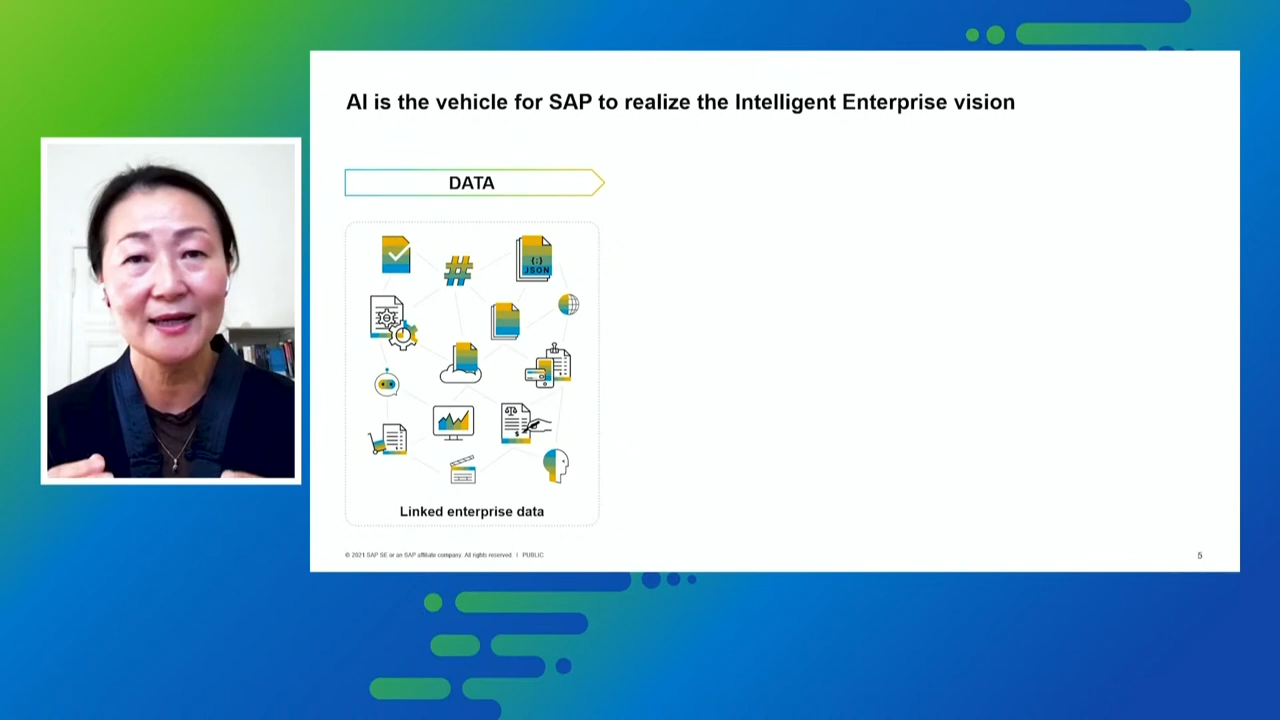 AI is the vehicle for SAP to realize the Intelligent Enterprise vision
DATA
#
{;}
JSON
Linked enterprise data
© 2021 SAP SE or an SAP affiliate company. All rights reserved. | PUBLIC
5